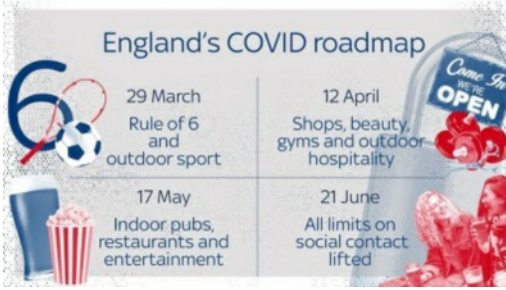 England's COVID roadmap
6
29 March
Rule of 6
and
outdoor sport
12 April
Shops, beauty,
gyms and outdoor
hospitality
Come In
WE'RE
OPEN
17 May
Indoor pubs,
restaurants and
entertainment
21 June
All limits on
social contact
lifted